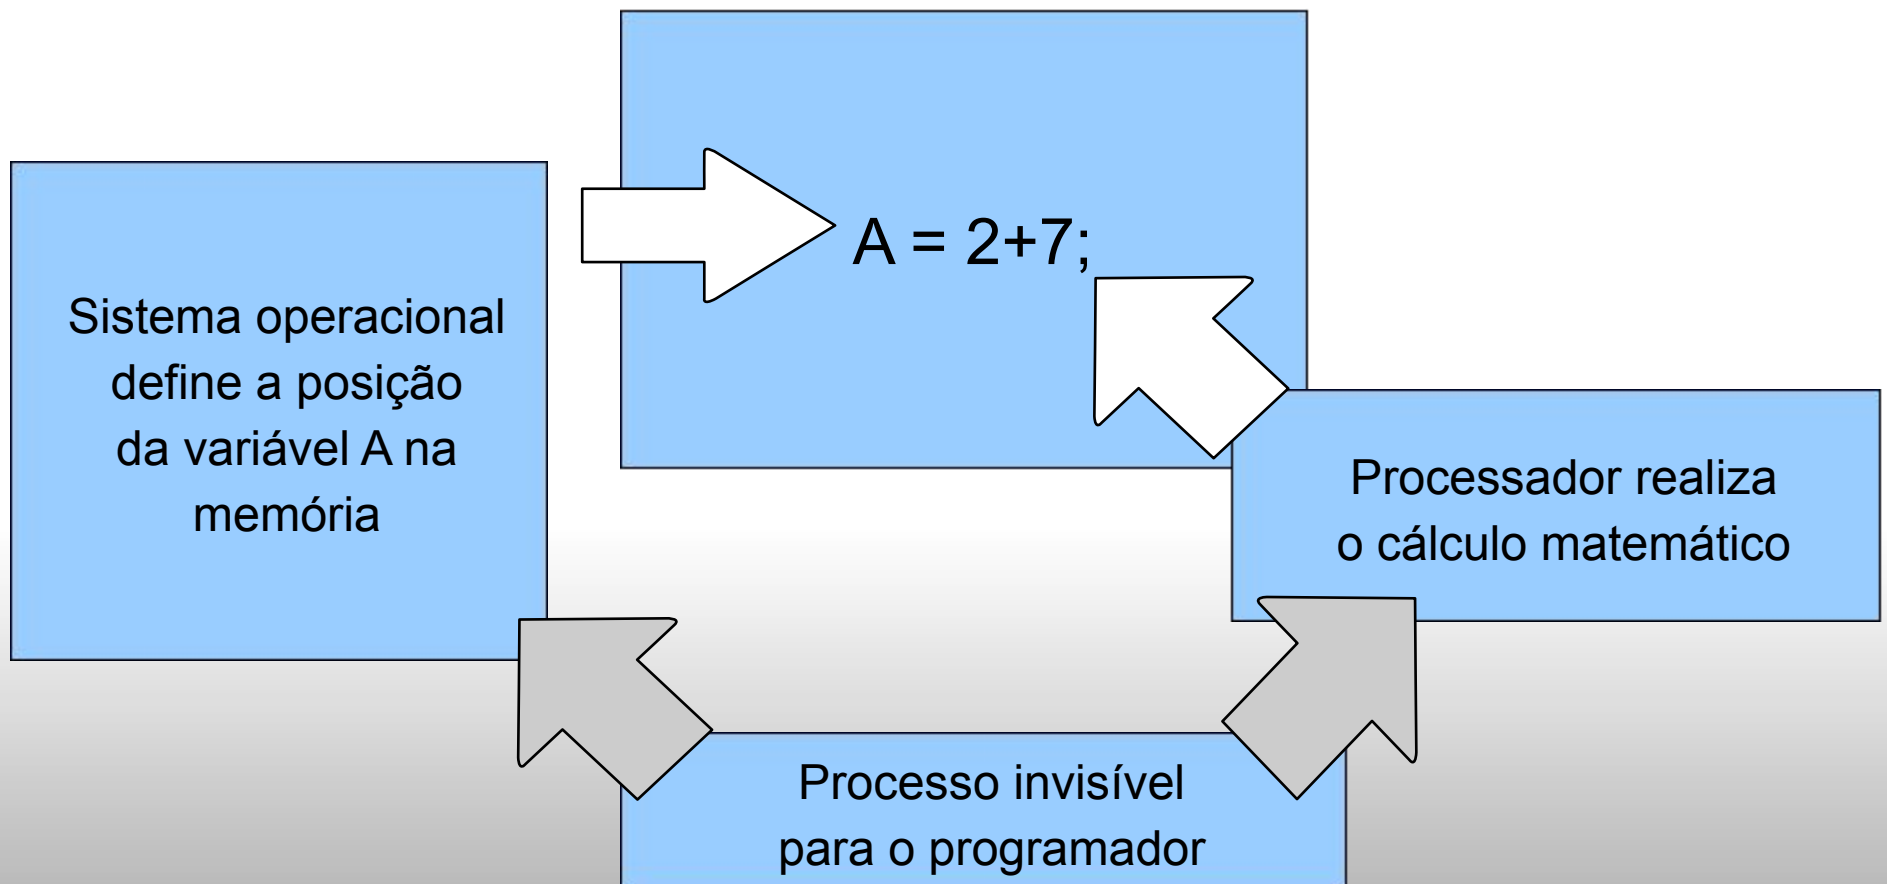 A = 2+7;
Sistema operacional
define a posição
da variável A na
memória
Processador realiza
o cálculo matemático
Processo invisível
para o programador